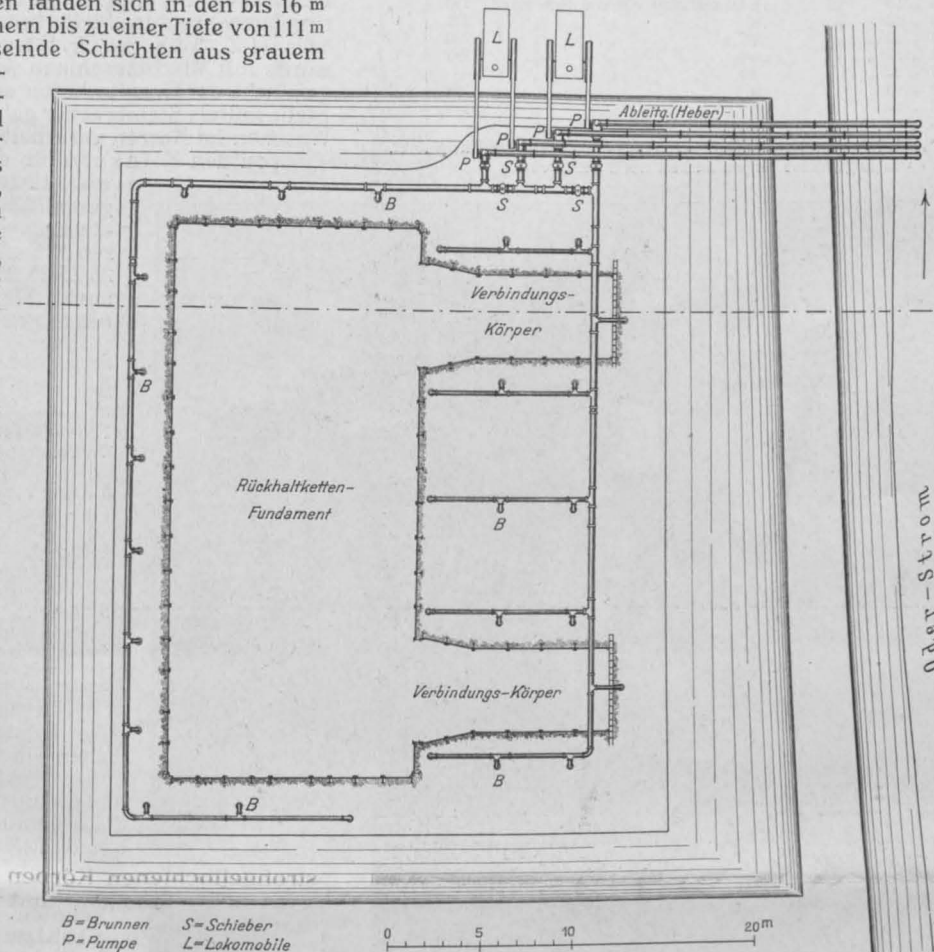 en fanden sich in den bis 16 m
nern bis zu einer Tiefe von 111 m
selnde Schichten aus grauem
L
L
Ableitg. (Heber)
P
P
P
P
S
S
B
S
S
Verbindungs-
Körper
B
Rückhaltketten-
Fundament
B
B
Oder-Strom
Verbindungs-Körper
B
B
B=Brunnen S=Schieber
P=Pumpe L=Lokomobile
0 5 10 20 m